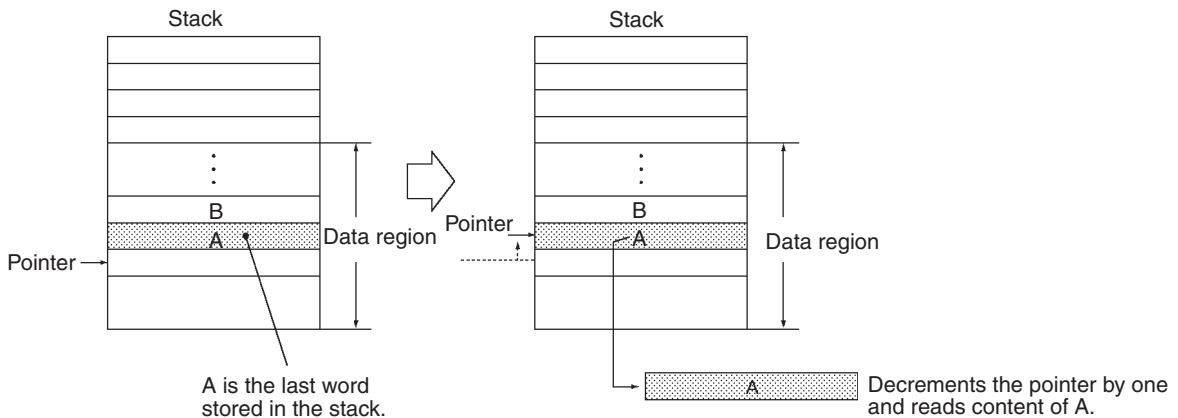 Stack
B
A
Data region
Pointer
A is the last word
stored in the stack.
Stack
Pointer
B
A
Data region
A
Decrements the pointer by one
and reads content of A.